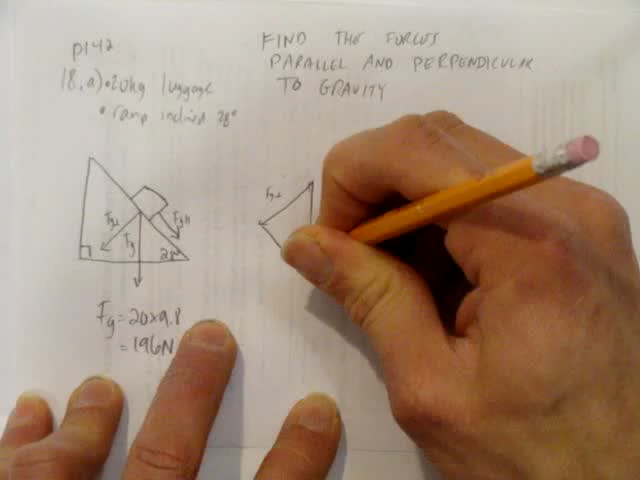 p142
FIND THE FORCES
PARALLEL AND PERPENDICULAR
TO GRAVITY
18. a) • 20kg luggage
• ramp inclined 28°
Fg⊥
Fg
Fg∥
28°
Fg⊥
Fg = 20 x 9.8
= 196N